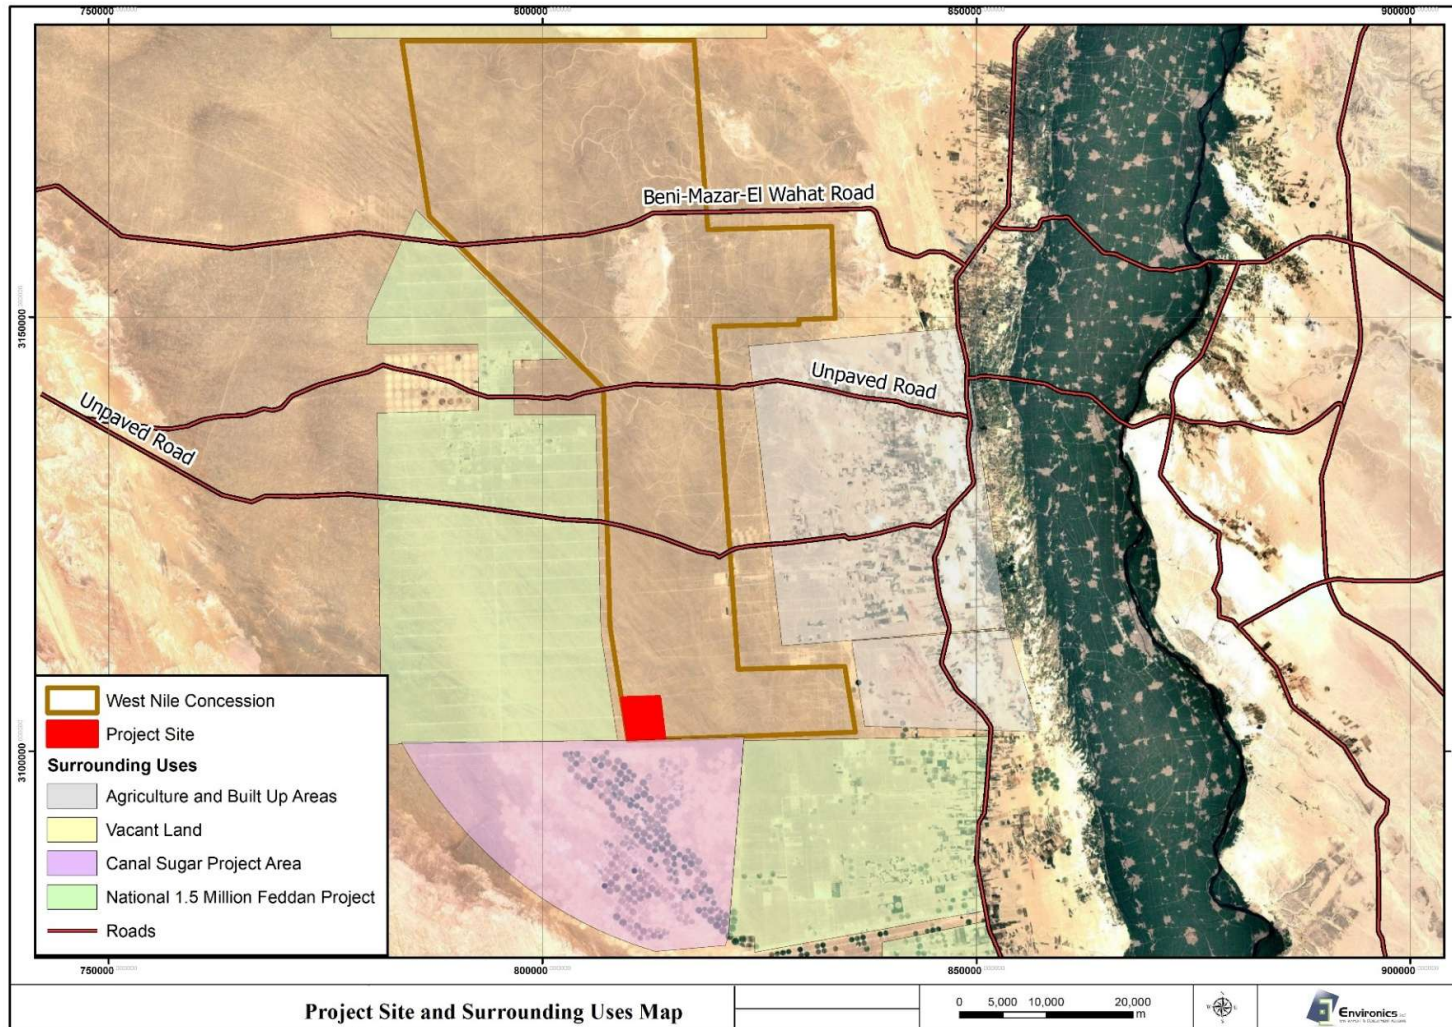 750000
800000
850000
900000
Beni-Mazar-El Wahat Road
3150000
Unpaved Road
Unpaved Road
West Nile Concession
Project Site
Surrounding Uses
Agriculture and Built Up Areas
Vacant Land
Canal Sugar Project Area
National 1.5 Million Feddan Project
Roads
3100000
750000
800000
850000
900000
Project Site and Surrounding Uses Map
0 5,000 10,000 20,000
m
Environics